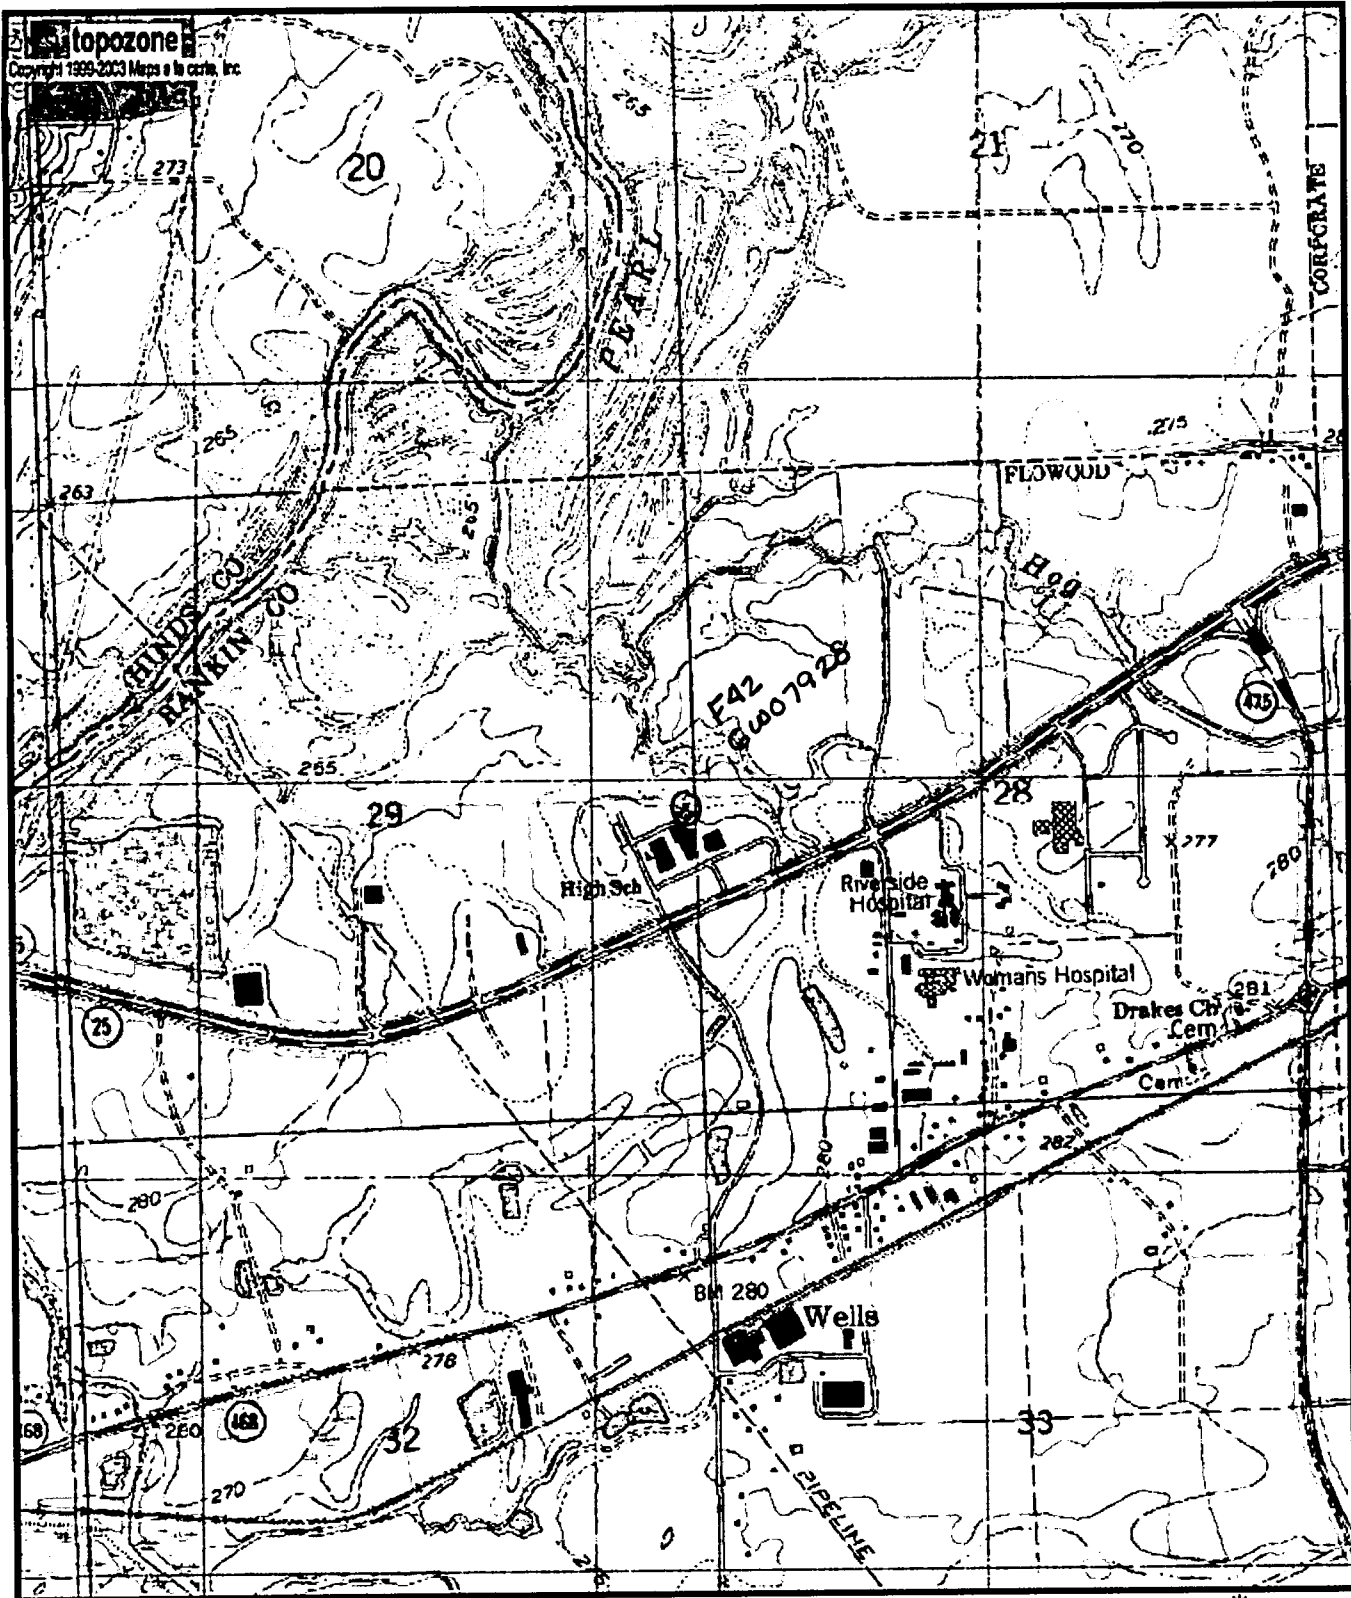 topozone
Copyright 1999-2003 Maps a la carte, Inc.
265
20
21
270
273
CORPORATE
PEARL
265
275
28
FLOWOOD
263
265
Hog
HINDS CO
RANKIN CO
F42
GW007928
475
265
29
28
277
280
High Sch
Riverside
Hospital
Womans Hospital
281
Drakes Ch
Cem
25
Cem
282
280
280
BM 280
Wells
278
468
468
280
32
33
270
PIPELINE